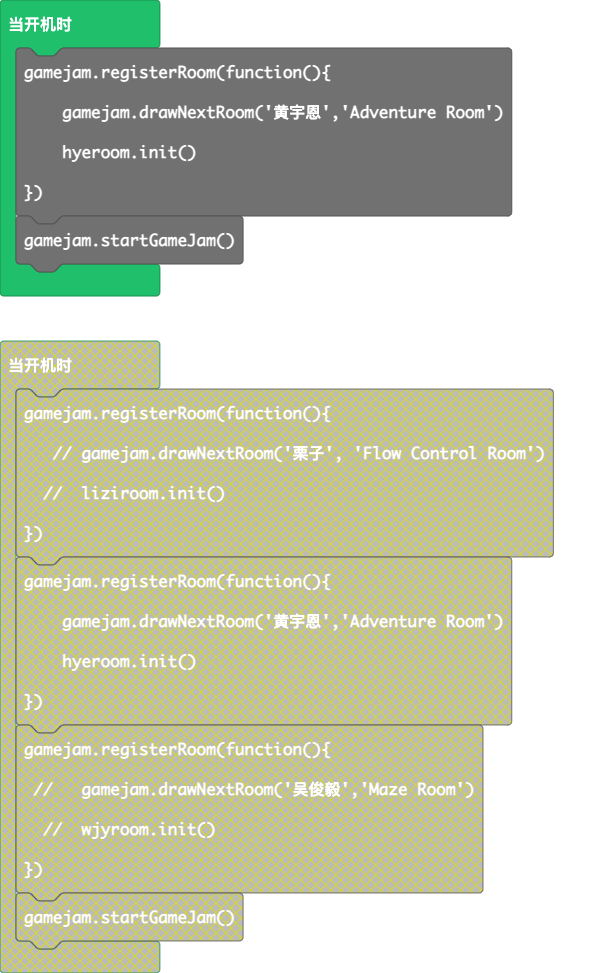 当开机时
gamejam.registerRoom(function(){
gamejam.drawNextRoom('黄宇恩','Adventure Room')
hyeroom.init()
})
gamejam.startGameJam()
当开机时
gamejam.registerRoom(function(){
// gamejam.drawNextRoom('栗子', 'Flow Control Room')
//  liziroom.init()
})
gamejam.registerRoom(function(){
gamejam.drawNextRoom('黄宇恩','Adventure Room')
hyeroom.init()
})
gamejam.registerRoom(function(){
//   gamejam.drawNextRoom('吴俊毅','Maze Room')
//  wjyroom.init()
})
gamejam.startGameJam()